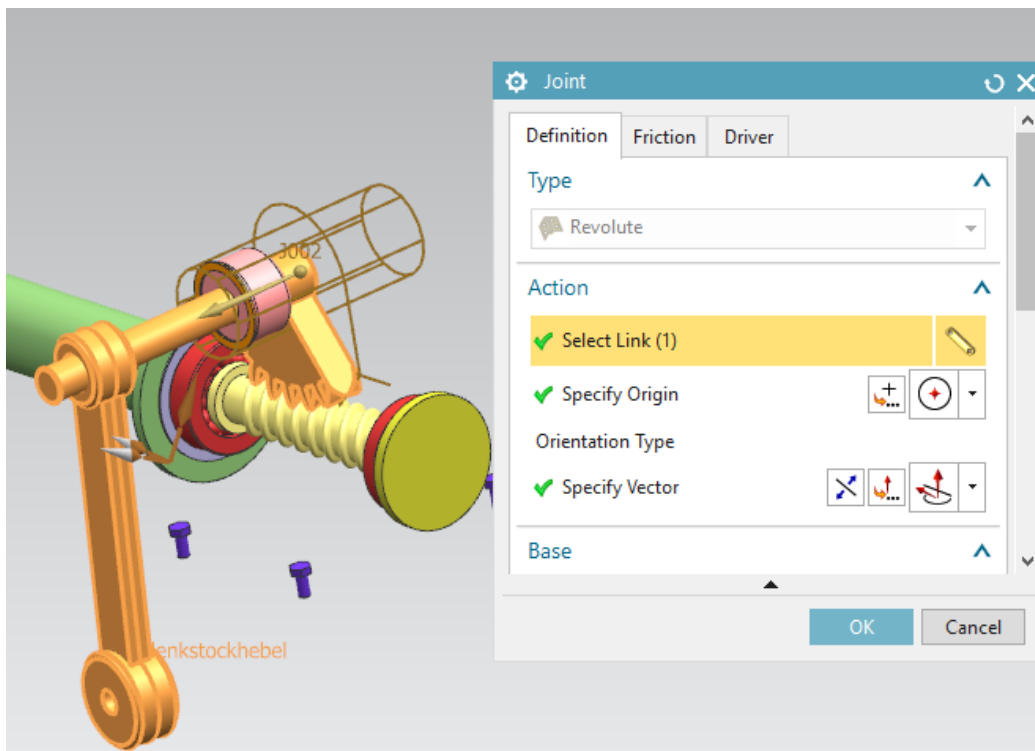 Joint
Definition
Friction
Driver
Type
Revolute
Action
Select Link (1)
Specify Origin
Orientation Type
Specify Vector
Base
OK
Cancel
J002
lenkstockhebel